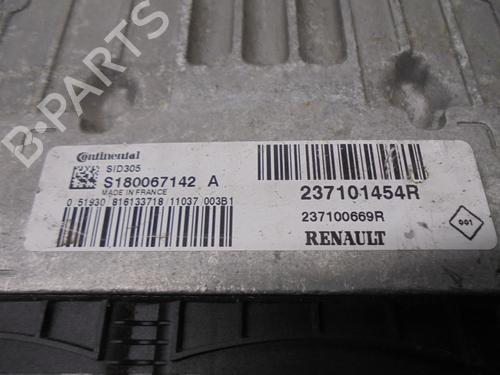 B-PARTS
Continental
SID305
S180067142 A
MADE IN FRANCE
0 51930 816133718 11037 003B1
237101454R
237100669R
RENAULT
001